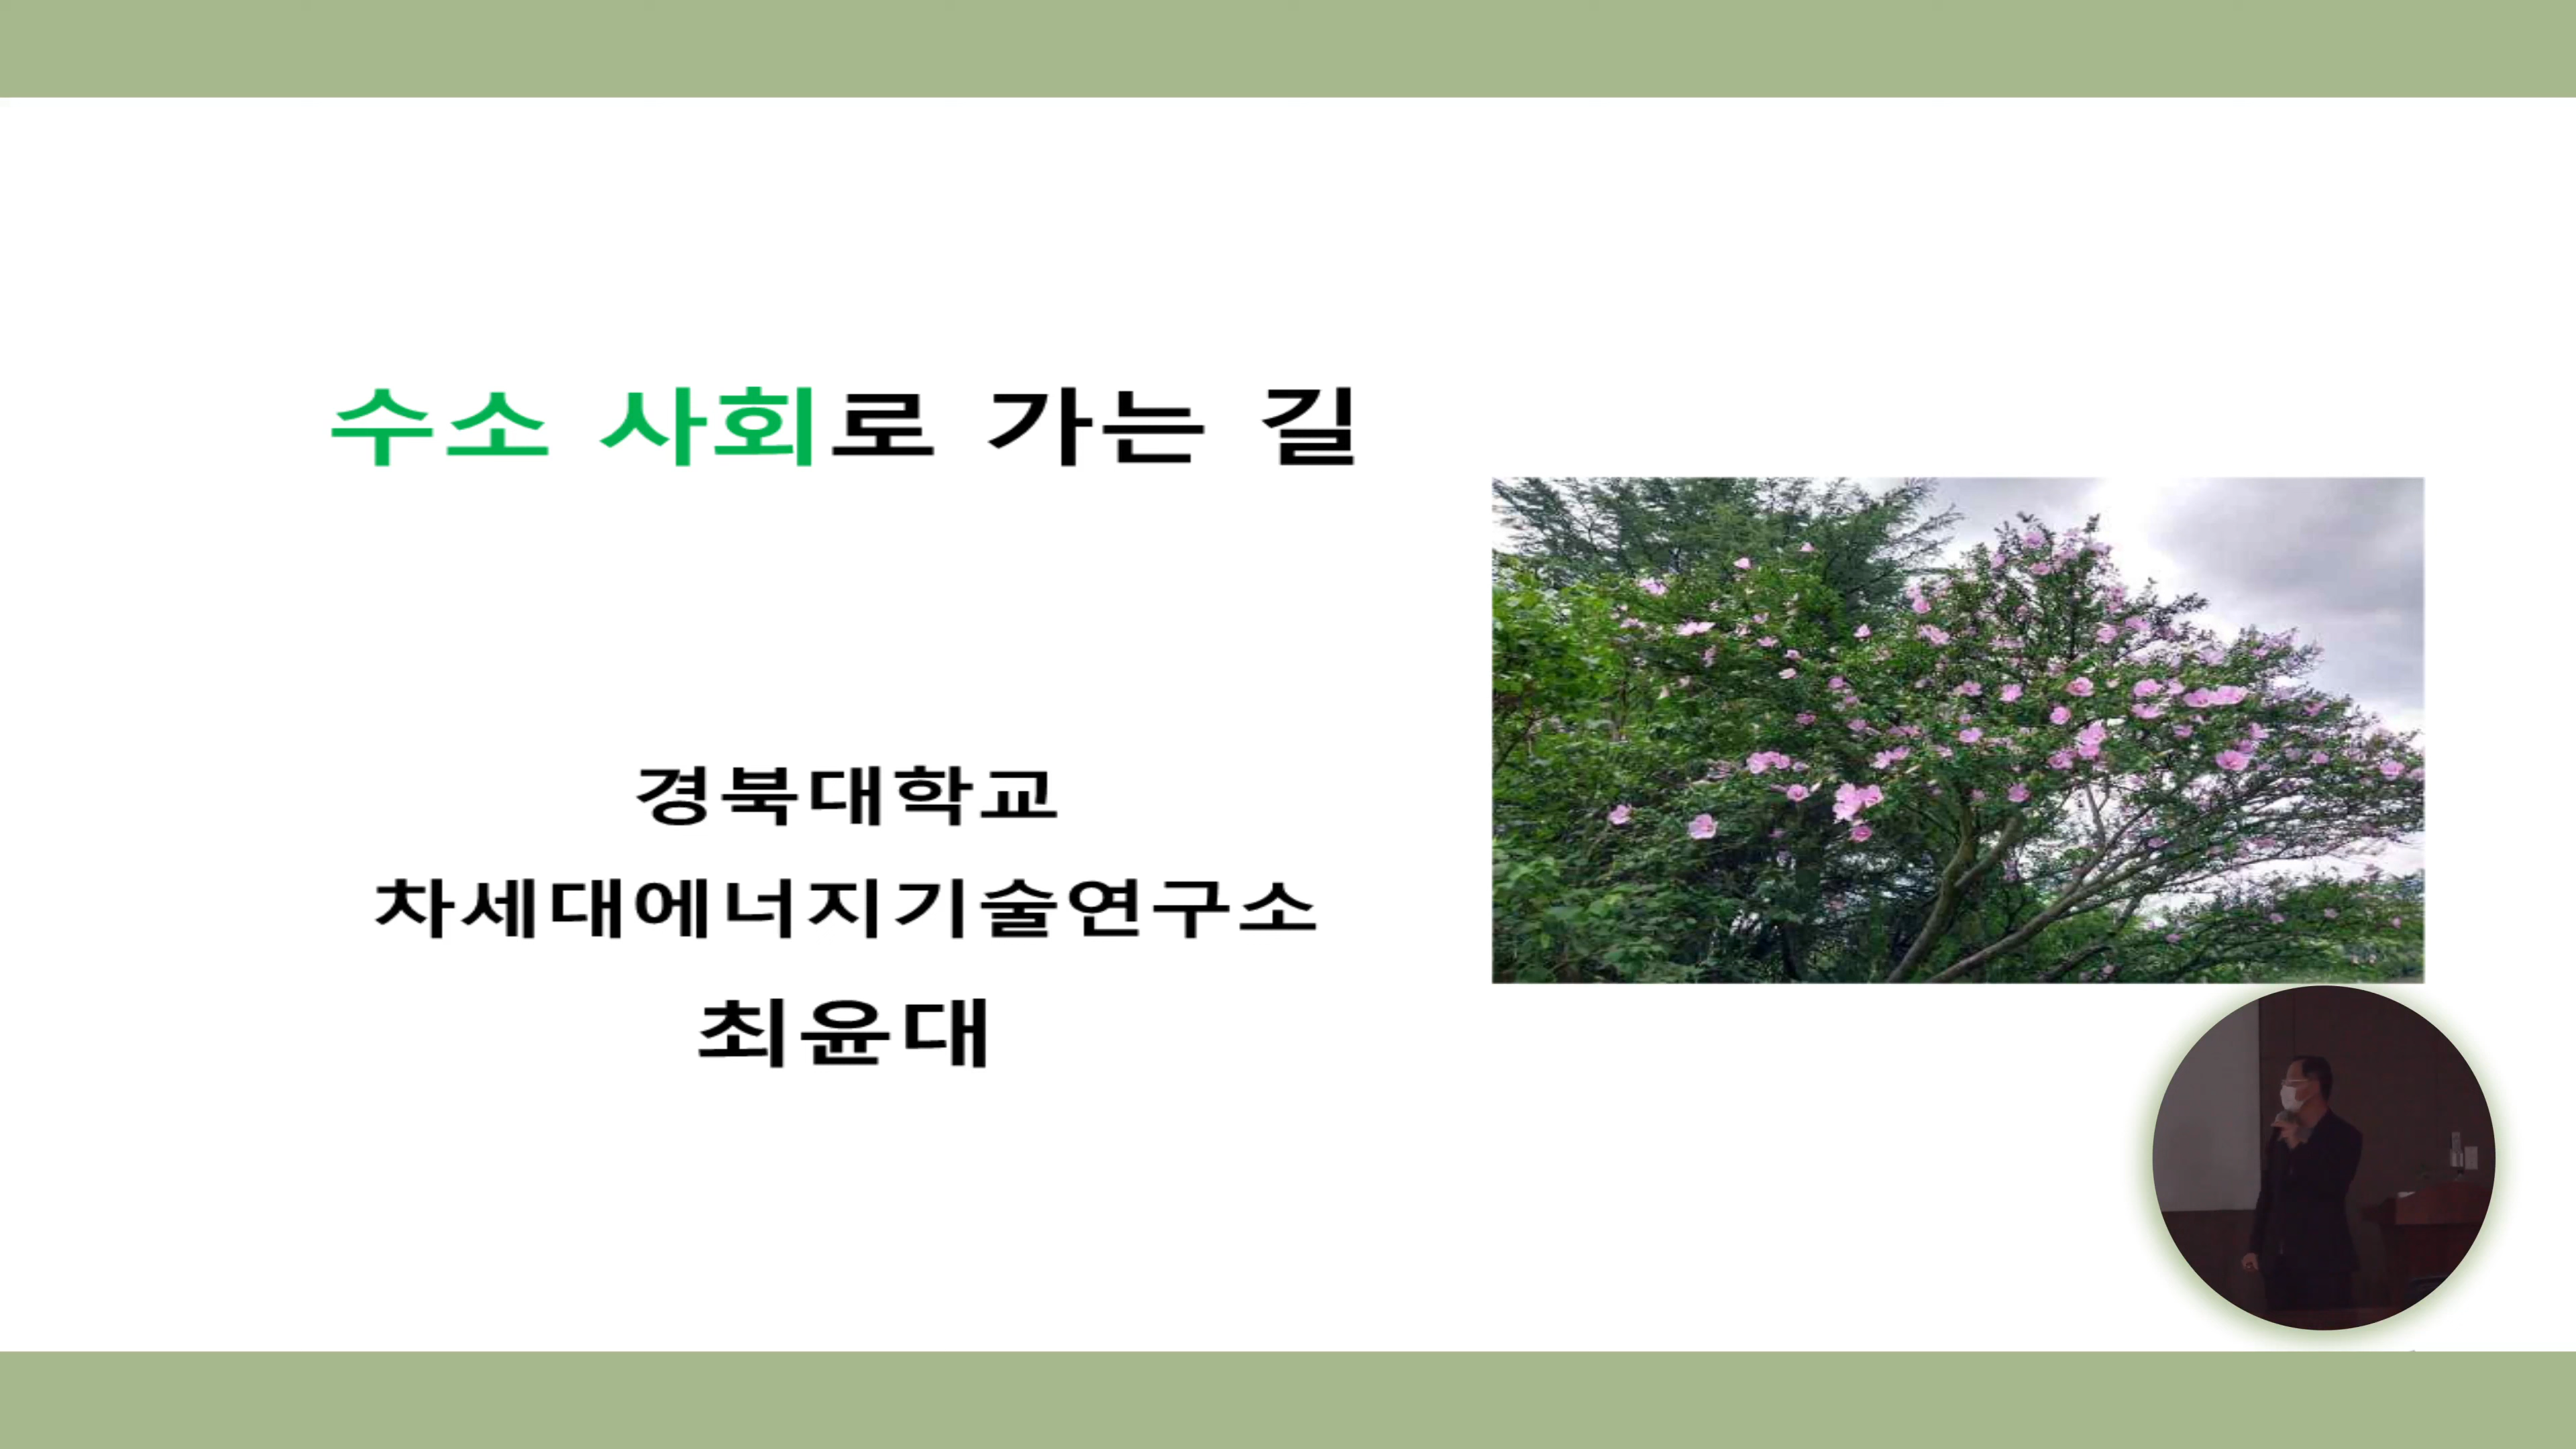 수소 사회로 가는 길
경북대학교
차세대에너지기술연구소
최윤대